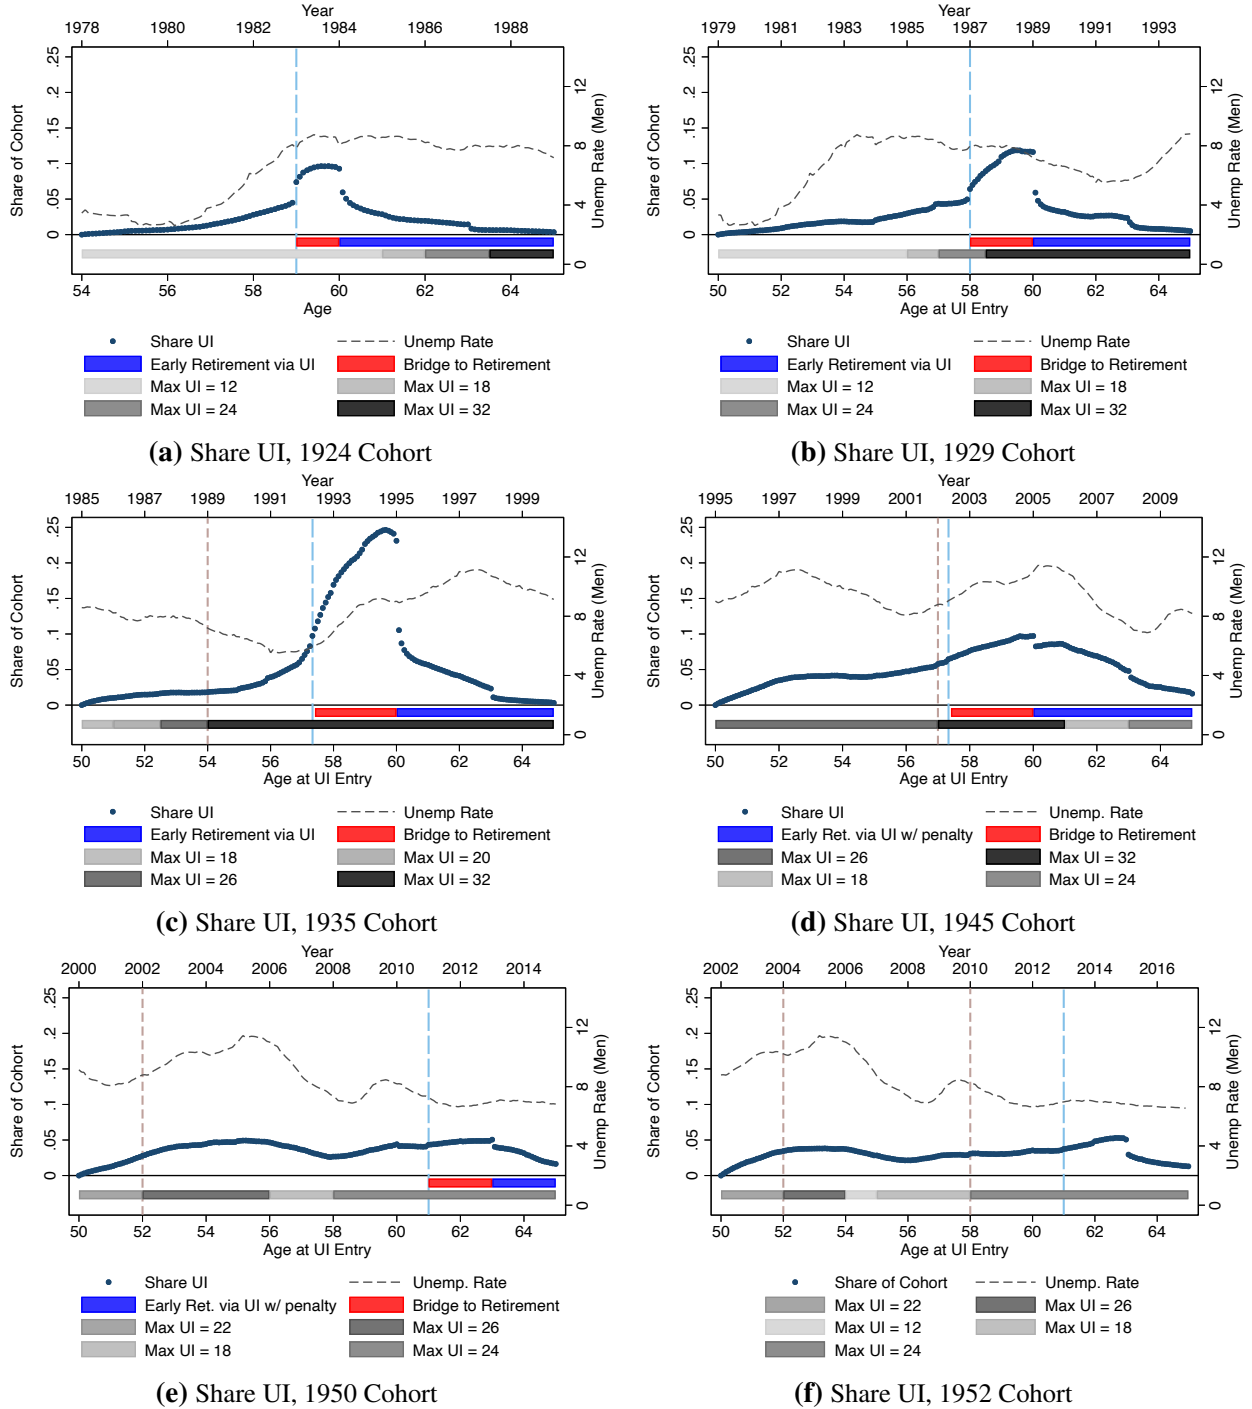 Year
1978 1980 1982 1984 1986 1988
Share of Cohort
0 .05 .1 .15 .2 .25
Unemp Rate (Men)
0 4 8 12
54 56 58 60 62 64
Age
Share UI
Unemp Rate
Early Retirement via UI
Bridge to Retirement
Max UI = 12
Max UI = 18
Max UI = 24
Max UI = 32
(a) Share UI, 1924 Cohort
Year
1979 1981 1983 1985 1987 1989 1991 1993
Share of Cohort
0 .05 .1 .15 .2 .25
Unemp Rate (Men)
0 4 8 12
50 52 54 56 58 60 62 64
Age at UI Entry
Share UI
Unemp Rate
Early Retirement via UI
Bridge to Retirement
Max UI = 12
Max UI = 18
Max UI = 24
Max UI = 32
(b) Share UI, 1929 Cohort
Year
1985 1987 1989 1991 1993 1995 1997 1999
Share of Cohort
0 .05 .1 .15 .2 .25
Unemp Rate (Men)
0 4 8 12
50 52 54 56 58 60 62 64
Age at UI Entry
Share UI
Unemp Rate
Early Retirement via UI
Bridge to Retirement
Max UI = 18
Max UI = 20
Max UI = 26
Max UI = 32
(c) Share UI, 1935 Cohort
Year
1995 1997 1999 2001 2003 2005 2007 2009
Share of Cohort
0 .05 .1 .15 .2 .25
Unemp Rate (Men)
0 4 8 12
50 52 54 56 58 60 62 64
Age at UI Entry
Share UI
Unemp. Rate
Early Ret. via UI w/ penalty
Bridge to Retirement
Max UI = 26
Max UI = 32
Max UI = 18
Max UI = 24
(d) Share UI, 1945 Cohort
Year
2000 2002 2004 2006 2008 2010 2012 2014
Share of Cohort
0 .05 .1 .15 .2 .25
Unemp Rate (Men)
0 4 8 12
50 52 54 56 58 60 62 64
Age at UI Entry
Share UI
Unemp. Rate
Early Ret. via UI w/ penalty
Bridge to Retirement
Max UI = 22
Max UI = 26
Max UI = 18
Max UI = 24
(e) Share UI, 1950 Cohort
Year
2002 2004 2006 2008 2010 2012 2014 2016
Share of Cohort
0 .05 .1 .15 .2 .25
Unemp Rate (Men)
0 4 8 12
50 52 54 56 58 60 62 64
Age at UI Entry
Share of Cohort
Unemp. Rate
Max UI = 22
Max UI = 26
Max UI = 12
Max UI = 18
Max UI = 24
(f) Share UI, 1952 Cohort